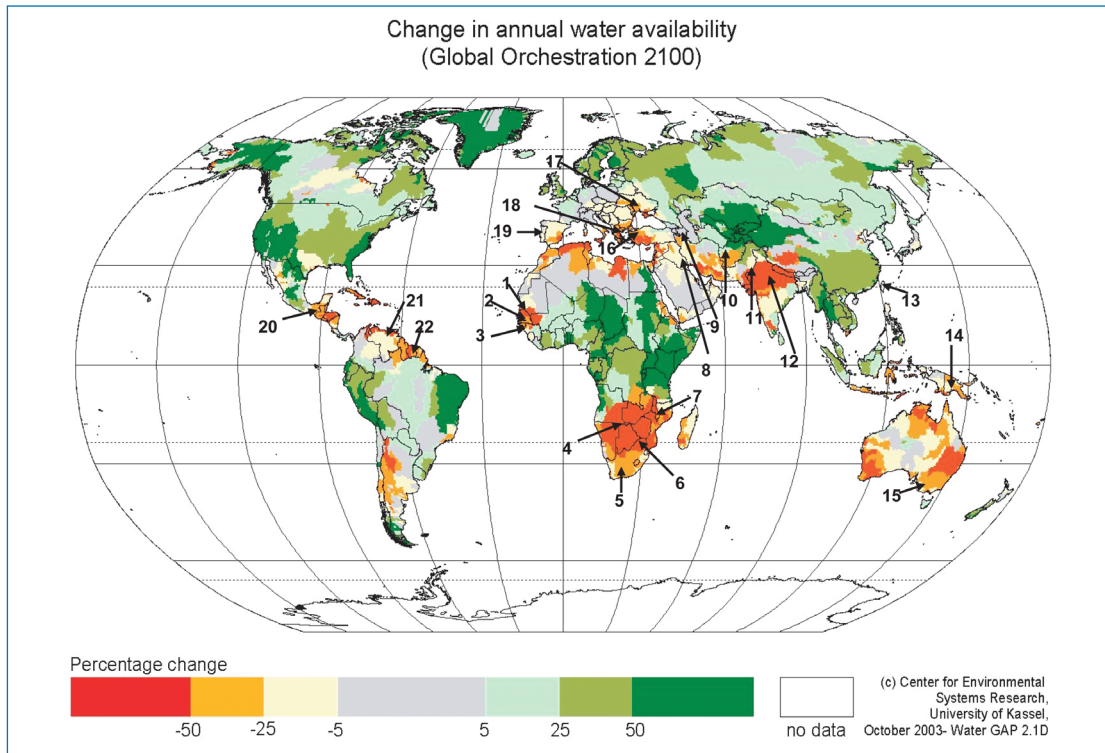 Change in annual water availability
(Global Orchestration 2100)
17
18
19
16
1
2
3
21
20
22
10
11
9
13
12
8
14
7
4
5
6
15
Percentage change
-50 -25 -5 5 25 50
no data
(c) Center for Environmental
Systems Research,
University of Kassel,
October 2003- Water GAP 2.1D